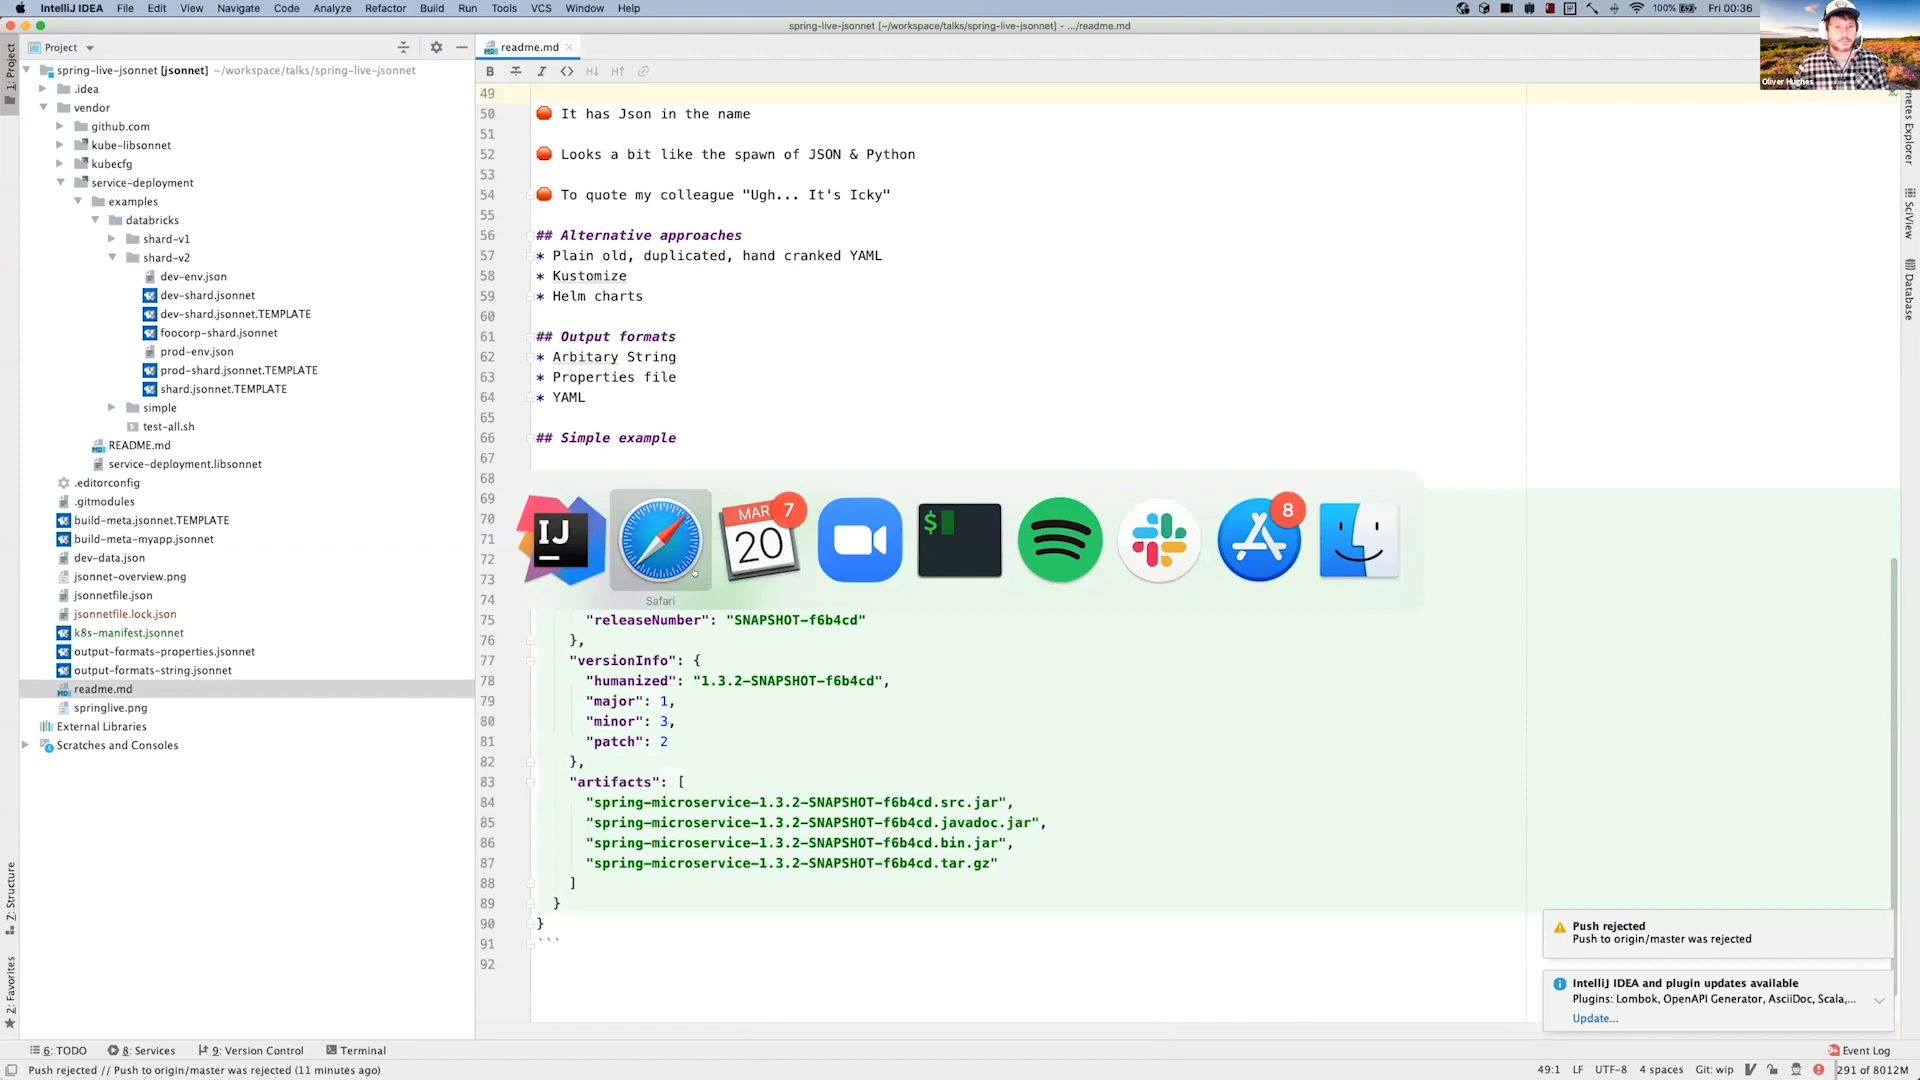 IntelliJ IDEA File Edit View Navigate Code Analyze Refactor Build Run Tools VCS Window Help
100% Fri 00:36
spring-live-jsonnet [~/workspace/talks/spring-live-jsonnet] - .../readme.md
Oliver Hughes
1: Project
Project
readme.md
spring-live-jsonnet [jsonnet] ~/workspace/talks/spring-live-jsonnet
.idea
vendor
github.com
kube-libsonnet
kubecfg
service-deployment
examples
databricks
shard-v1
shard-v2
dev-env.json
dev-shard.jsonnet
dev-shard.jsonnet.TEMPLATE
foocorp-shard.jsonnet
prod-env.json
prod-shard.jsonnet.TEMPLATE
shard.jsonnet.TEMPLATE
simple
test-all.sh
README.md
service-deployment.libsonnet
.editorconfig
.gitmodules
build-meta.jsonnet.TEMPLATE
build-meta-myapp.jsonnet
dev-data.json
jsonnet-overview.png
jsonnetfile.json
jsonnetfile.lock.json
k8s-manifest.jsonnet
output-formats-properties.jsonnet
output-formats-string.jsonnet
readme.md
springlive.png
External Libraries
Scratches and Consoles
Z: Structure
2: Favorites
49
50 It has Json in the name
51
52 Looks a bit like the spawn of JSON & Python
53
54 To quote my colleague "Ugh... It's Icky"
55
56 ## Alternative approaches
57 * Plain old, duplicated, hand cranked YAML
58 * Kustomize
59 * Helm charts
60
61 ## Output formats
62 * Arbitary String
63 * Properties file
64 * YAML
65
66 ## Simple example
67
68
69
70
71
72
73
74
75 "releaseNumber": "SNAPSHOT-f6b4cd"
76 },
77 "versionInfo": {
78 "humanized": "1.3.2-SNAPSHOT-f6b4cd",
79 "major": 1,
80 "minor": 3,
81 "patch": 2
82 },
83 "artifacts": [
84 "spring-microservice-1.3.2-SNAPSHOT-f6b4cd.src.jar",
85 "spring-microservice-1.3.2-SNAPSHOT-f6b4cd.javadoc.jar",
86 "spring-microservice-1.3.2-SNAPSHOT-f6b4cd.bin.jar",
87 "spring-microservice-1.3.2-SNAPSHOT-f6b4cd.tar.gz"
88 ]
89 }
90 }
91 ```
92
IJ
MAR 7
20
$
8
Safari
SciView
Database
Push rejected
Push to origin/master was rejected
IntelliJ IDEA and plugin updates available
Plugins: Lombok, OpenAPI Generator, AsciiDoc, Scala,...
Update...
6: TODO 8: Services 9: Version Control Terminal
Event Log
Push rejected // Push to origin/master was rejected (11 minutes ago)
49:1 LF UTF-8 4 spaces Git: wip 291 of 8012M